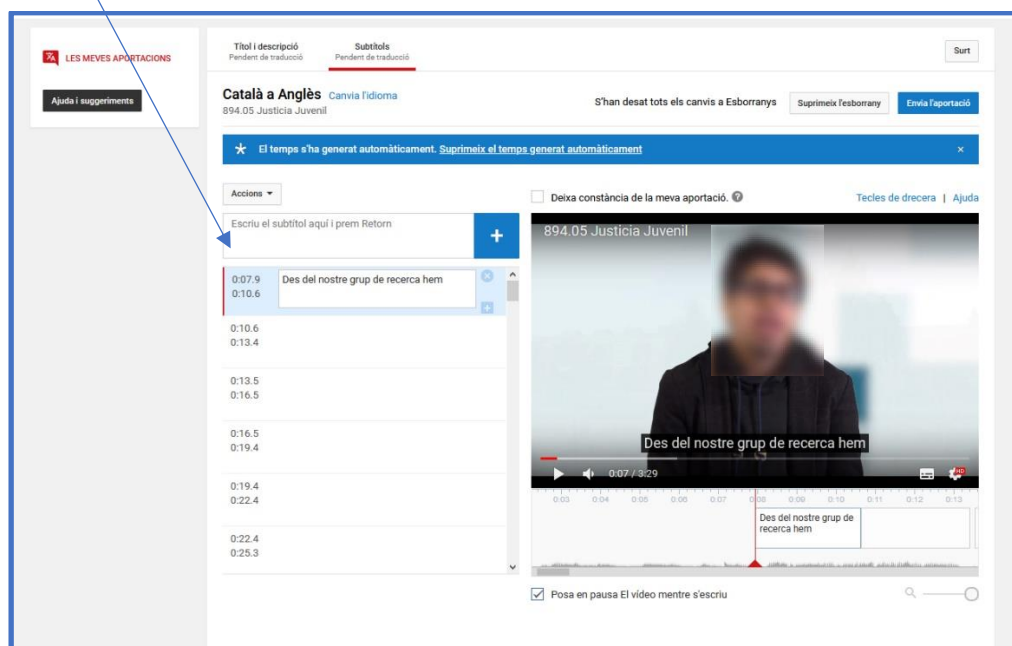 LES MEVES APORTACIONS
Ajuda i suggeriments
Títol i descripció
Pendent de traducció
Subtítols
Pendent de traducció
Surt
Català a Anglès Canvia l'idioma
894.05 Justicia Juvenil
S'han desat tots els canvis a Esborranys
Suprimeix l'esborrany
Envia l'aportació
El temps s'ha generat automàticament. Suprimeix el temps generat automàticament
Accions
Deixa constància de la meva aportació.
Tecles de drecera | Ajuda
Escriu el subtítol aquí i prem Retorn
+
0:07.9
0:10.6
Des del nostre grup de recerca hem
0:10.6
0:13.4
0:13.5
0:16.5
0:16.5
0:19.4
0:19.4
0:22.4
0:22.4
0:25.3
894.05 Justicia Juvenil
Des del nostre grup de recerca hem
0:07 / 3:29
HD
0:03 0:04 0:05 0:06 0:07 0:08 0:09 0:10 0:11 0:12 0:13
Des del nostre grup de
recerca hem
Posa en pausa El vídeo mentre s'escriu